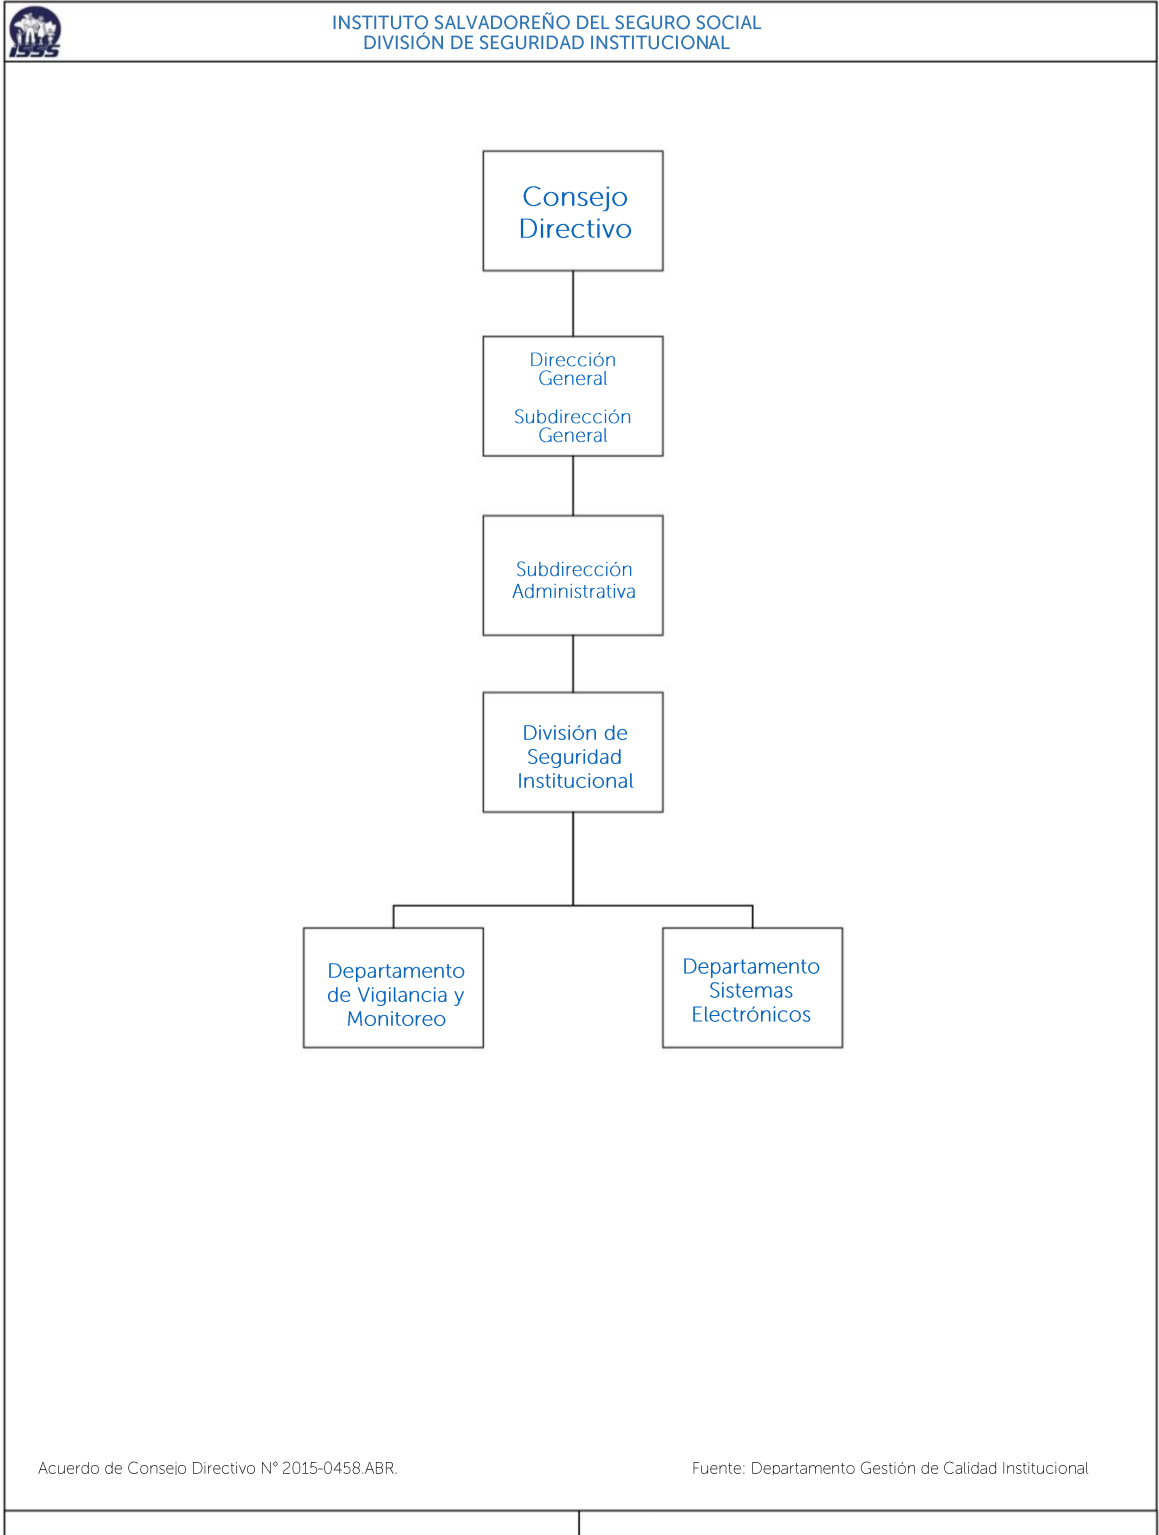 ISSS
INSTITUTO SALVADOREÑO DEL SEGURO SOCIAL
DIVISIÓN DE SEGURIDAD INSTITUCIONAL
Consejo
Directivo
Dirección
General
Subdirección
General
Subdirección
Administrativa
División de
Seguridad
Institucional
Departamento
de Vigilancia y
Monitoreo
Departamento
Sistemas
Electrónicos
Acuerdo de Consejo Directivo N° 2015-0458.ABR.
Fuente: Departamento Gestión de Calidad Institucional